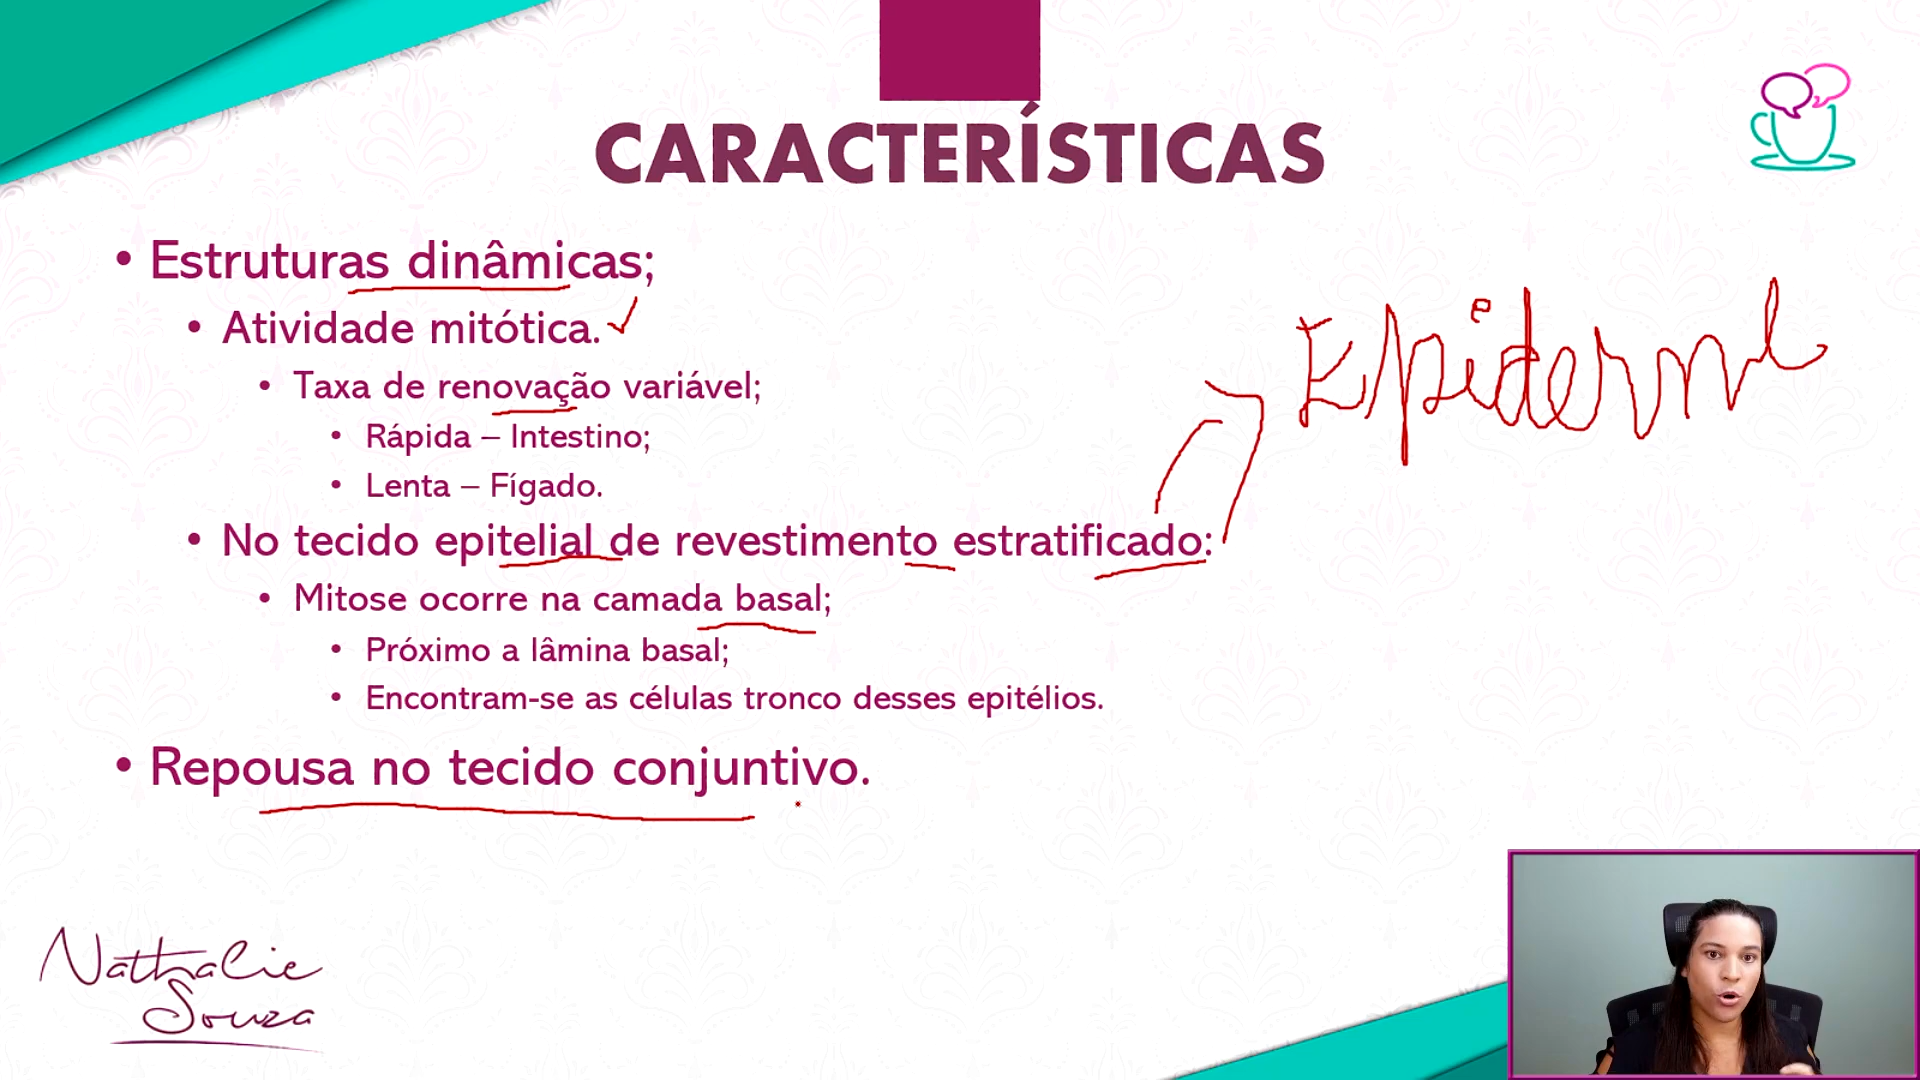 CARACTERÍSTICAS
• Estruturas dinâmicas;
• Atividade mitótica.
• Taxa de renovação variável;
• Rápida – Intestino;
• Lenta – Fígado.
Epiderme
• No tecido epitelial de revestimento estratificado:
• Mitose ocorre na camada basal;
• Próximo a lâmina basal;
• Encontram-se as células tronco desses epitélios.
• Repousa no tecido conjuntivo.
Nathalie
Souza